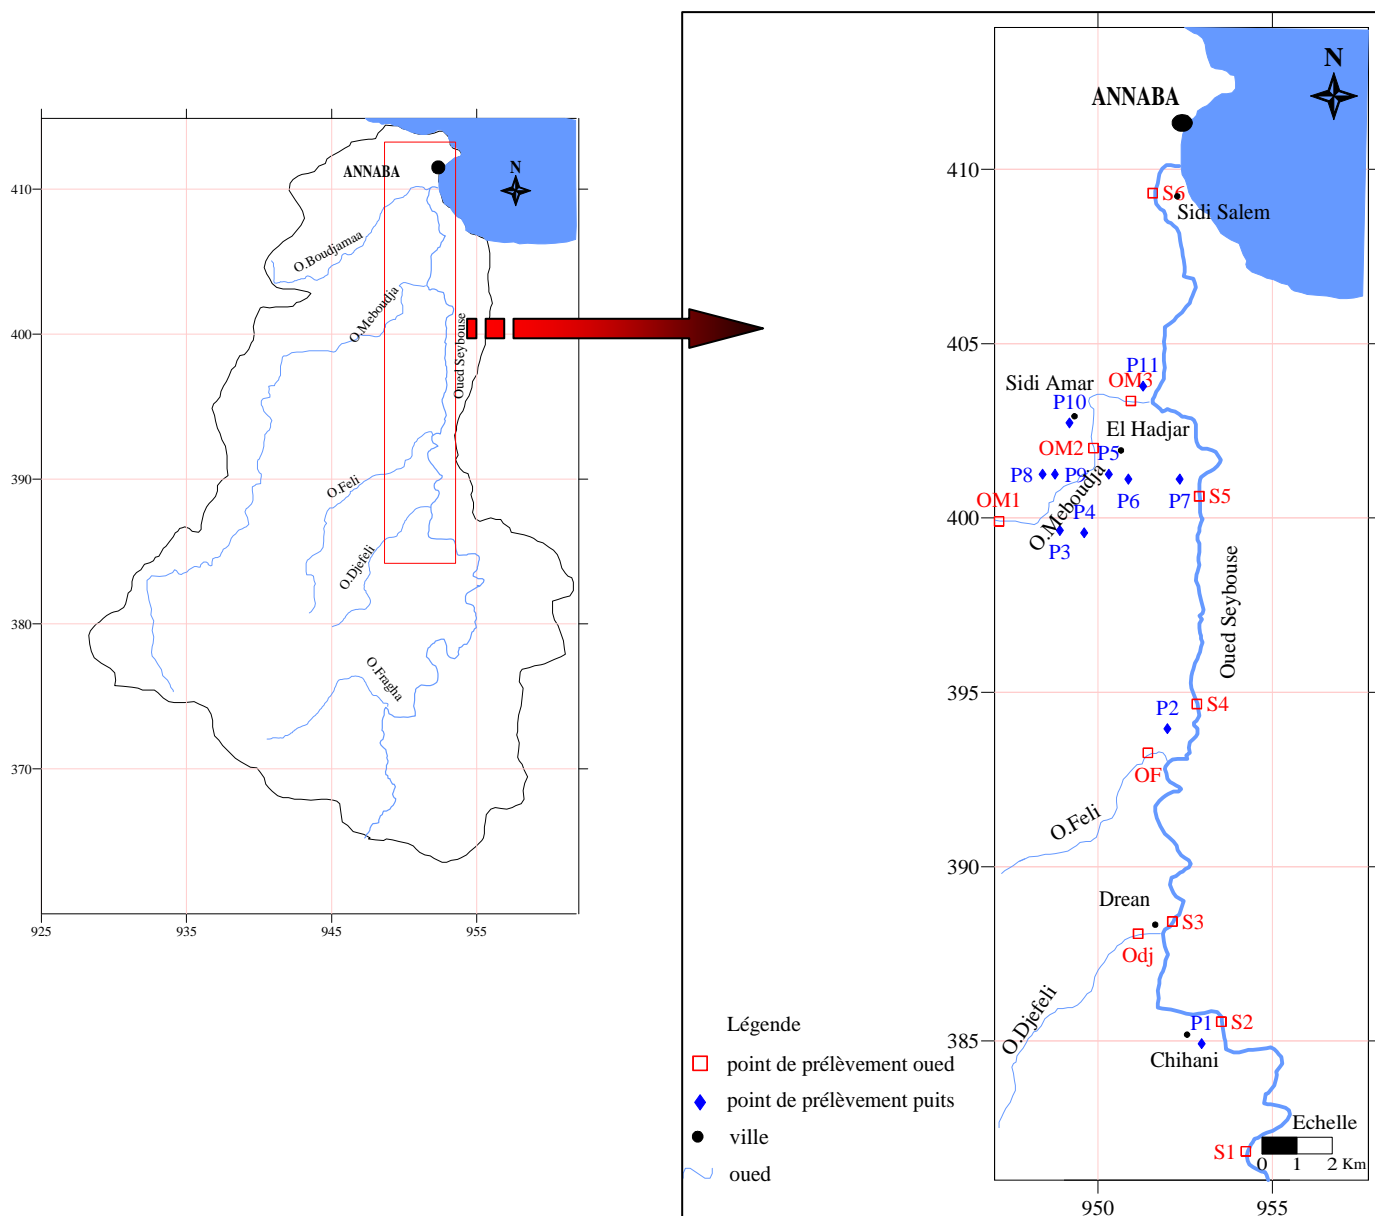 ANNABA
N
O.Boudjamaa
O.Meboudja
Oued Seybouse
O.Feli
O.Djefeli
O.Fragha
410
400
390
380
370
925
935
945
955
N
ANNABA
S6
Sidi Salem
P11
OM3
Sidi Amar
P10
El Hadjar
OM2
P5
P8
P9
P6
P7
S5
OM1
O.Meboudja
P4
P3
Oued Seybouse
P2
S4
OF
O.Feli
Drean
S3
Odj
O.Djefeli
P1
S2
Chihani
S1
Echelle
0 1 2 Km
410
405
400
395
390
385
950
955
Légende
point de prélèvement oued
point de prélèvement puits
ville
oued